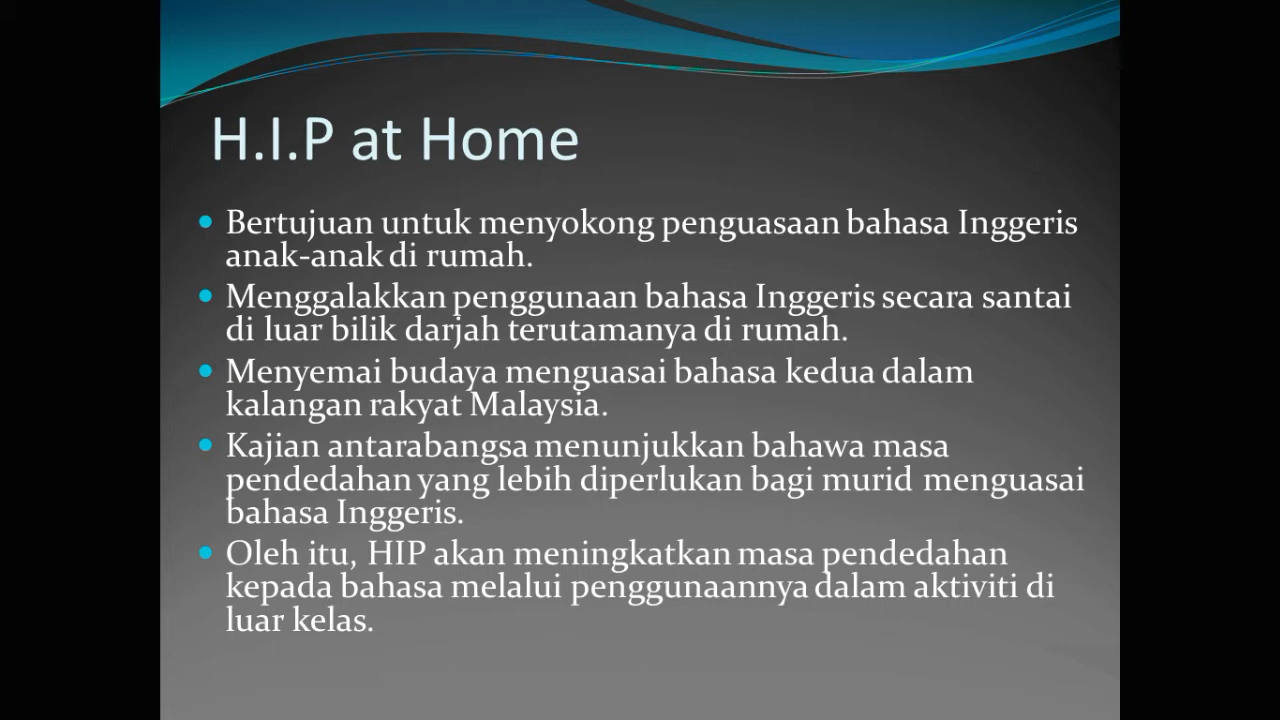 H.I.P at Home
Bertujuan untuk menyokong penguasaan bahasa Inggeris
anak-anak di rumah.
Menggalakkan penggunaan bahasa Inggeris secara santai
di luar bilik darjah terutamanya di rumah.
Menyemai budaya menguasai bahasa kedua dalam
kalangan rakyat Malaysia.
Kajian antarabangsa menunjukkan bahawa masa
pendedahan yang lebih diperlukan bagi murid menguasai
bahasa Inggeris.
Oleh itu, HIP akan meningkatkan masa pendedahan
kepada bahasa melalui penggunaannya dalam aktiviti di
luar kelas.